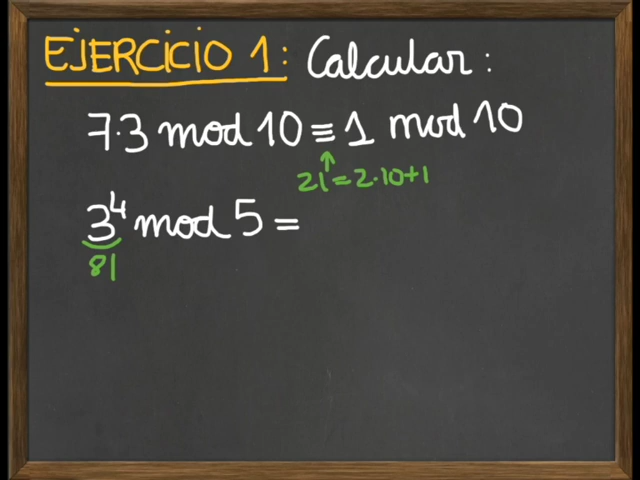 EJERCICIO 1: Calcular:
7·3 mod 10 ≡ 1 mod 10
21 = 2·10+1
3⁴ mod 5 =
81